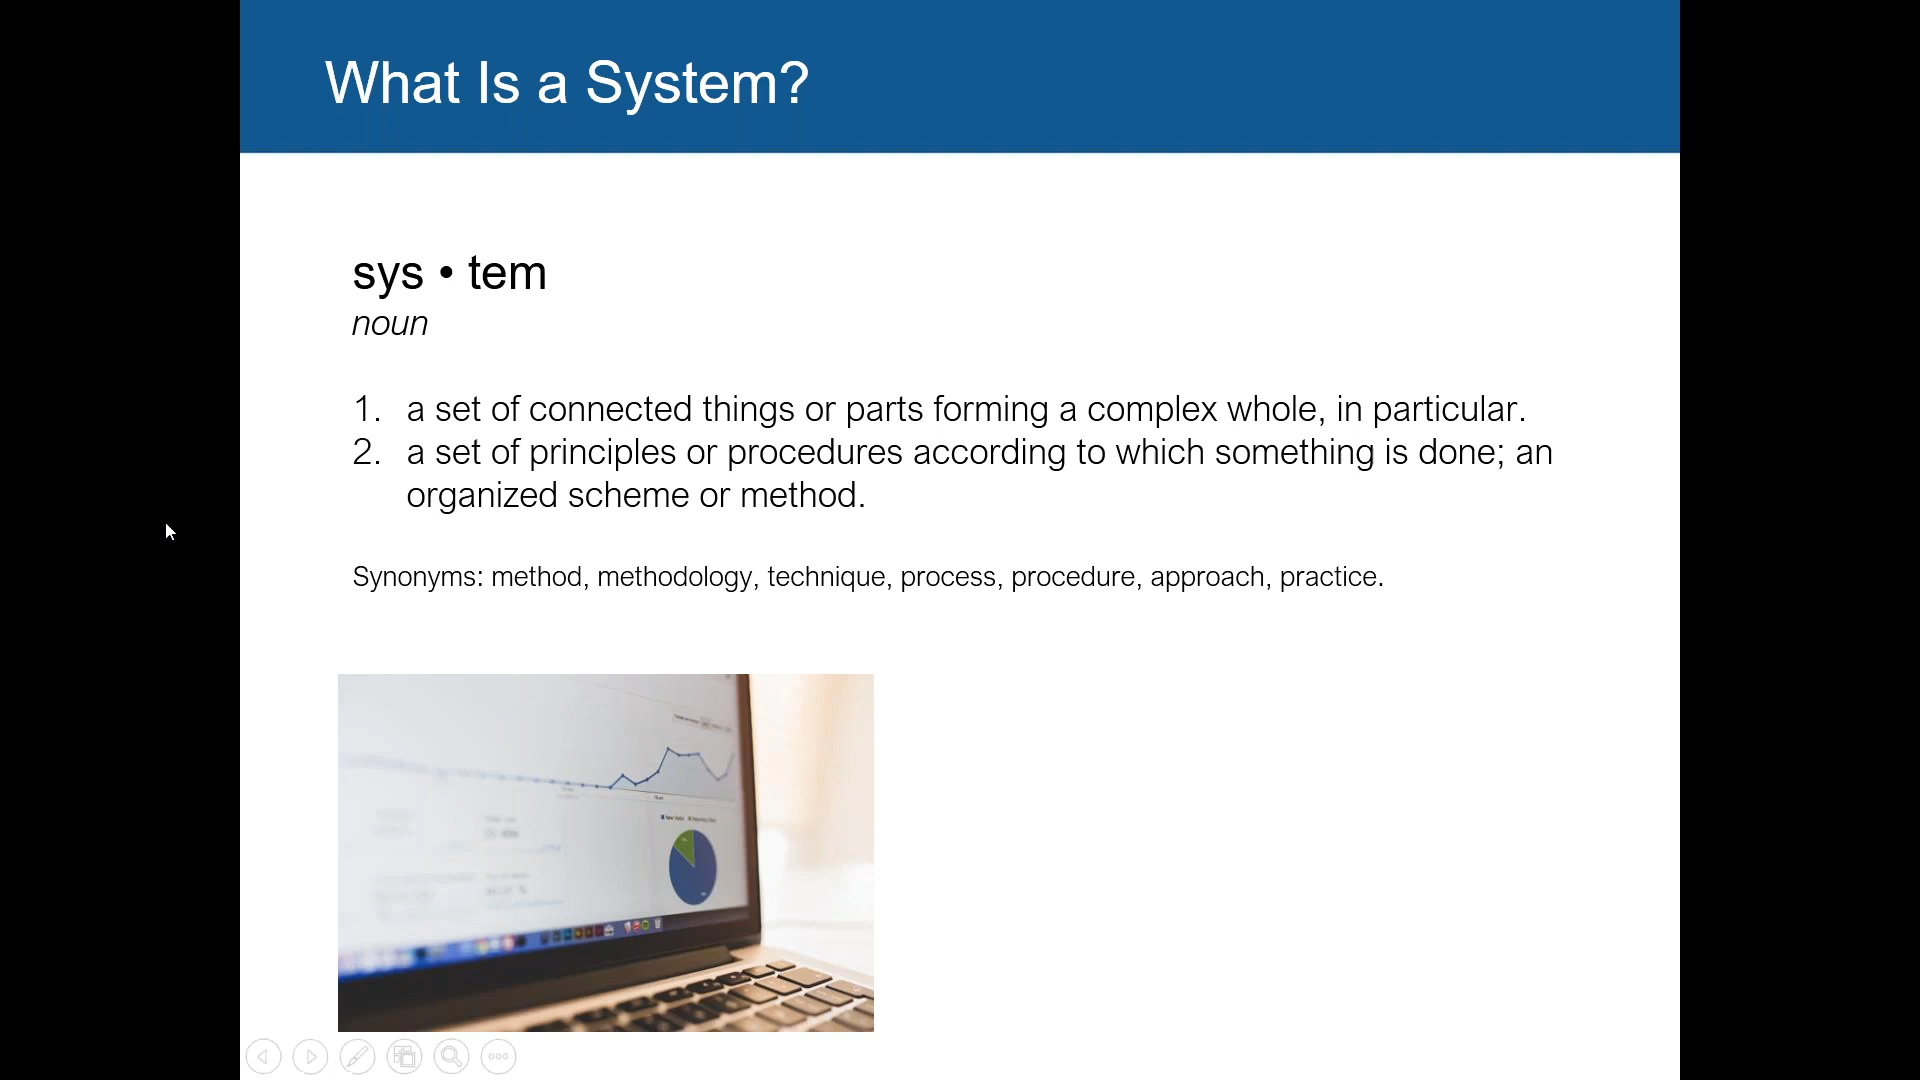 What Is a System?
sys • tem
noun
1. a set of connected things or parts forming a complex whole, in particular.
2. a set of principles or procedures according to which something is done; an
organized scheme or method.
Synonyms: method, methodology, technique, process, procedure, approach, practice.